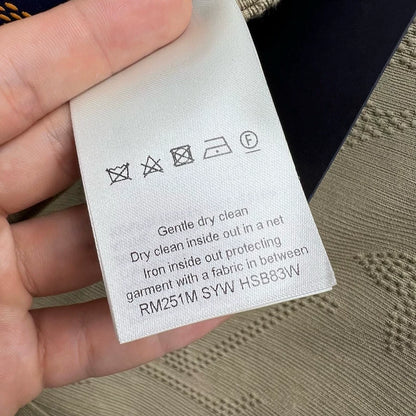 F
Gentle dry clean
Dry clean inside out in a net
Iron inside out protecting
garment with a fabric in between
RM251M SYW HSB83W